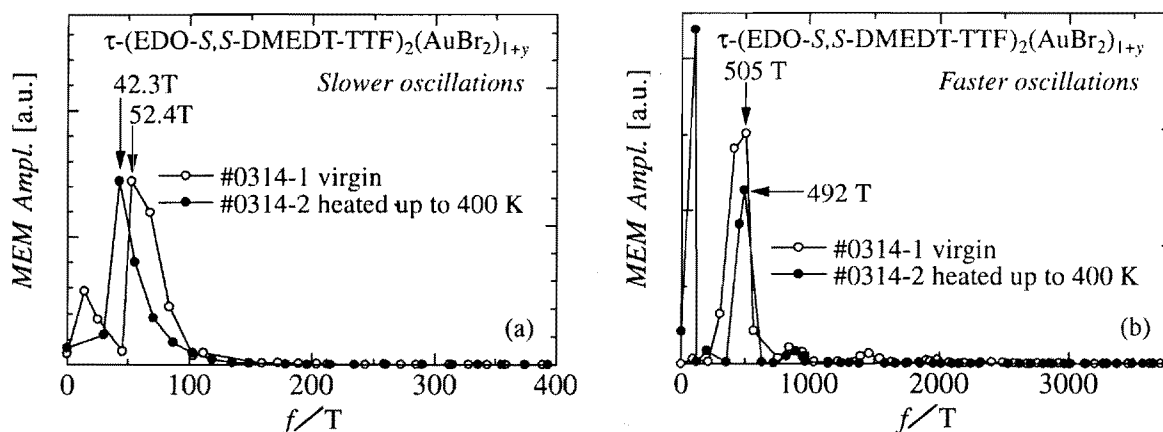 τ-(EDO-S,S-DMEDT-TTF)₂(AuBr₂)₁₊y
42.3T
Slower oscillations
52.4T
#0314-1 virgin
#0314-2 heated up to 400 K
(a)
MEM Ampl. [a.u.]
0 100 200 300 400
f／T
τ-(EDO-S,S-DMEDT-TTF)₂(AuBr₂)₁₊y
505 T
Faster oscillations
492 T
#0314-1 virgin
#0314-2 heated up to 400 K
(b)
MEM Ampl. [a.u.]
0 1000 2000 3000
f／T